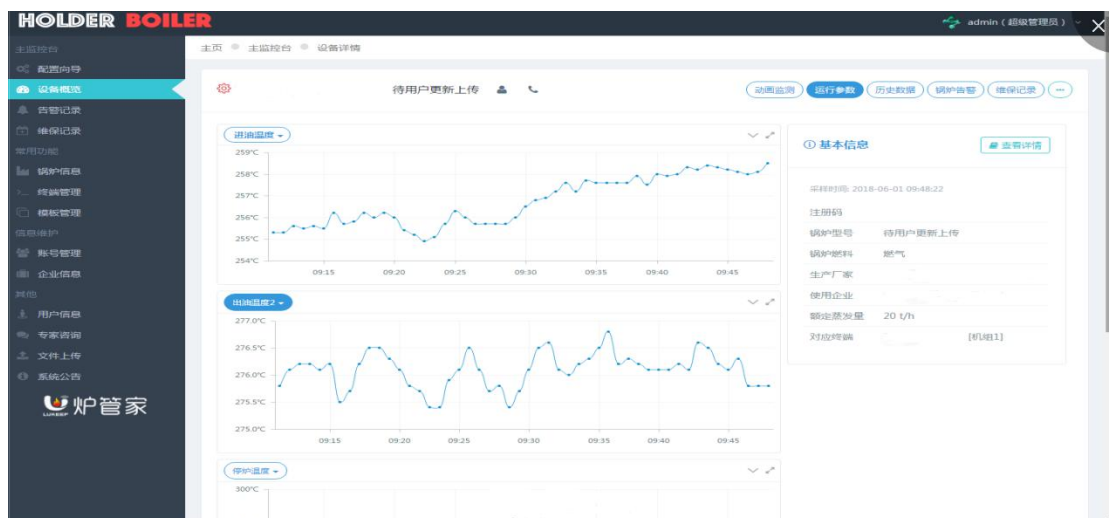 HOLDER BOILER
admin ( 超级管理员 )
主监控台
配置向导
设备概览
告警记录
维保记录
常用功能
锅炉信息
终端管理
模板管理
信息维护
账号管理
企业信息
其他
用户信息
专家咨询
文件上传
系统公告
炉管家
主页 主监控台 设备详情
待用户更新上传
动画监测 运行参数 历史数据 锅炉告警 维保记录 ...
进油温度
259℃
258℃
257℃
256℃
255℃
254℃
09:15 09:20 09:25 09:30 09:35 09:40 09:45
出油温度2
277.0℃
276.5℃
276.0℃
275.5℃
275.0℃
09:15 09:20 09:25 09:30 09:35 09:40 09:45
停炉温度
300℃
基本信息 查看详情
采样时间: 2018-06-01 09:48:22
注册码
锅炉型号 待用户更新上传
锅炉燃料 燃气
生产厂家
使用企业
额定蒸发量 20 t/h
对应终端 [机组1]